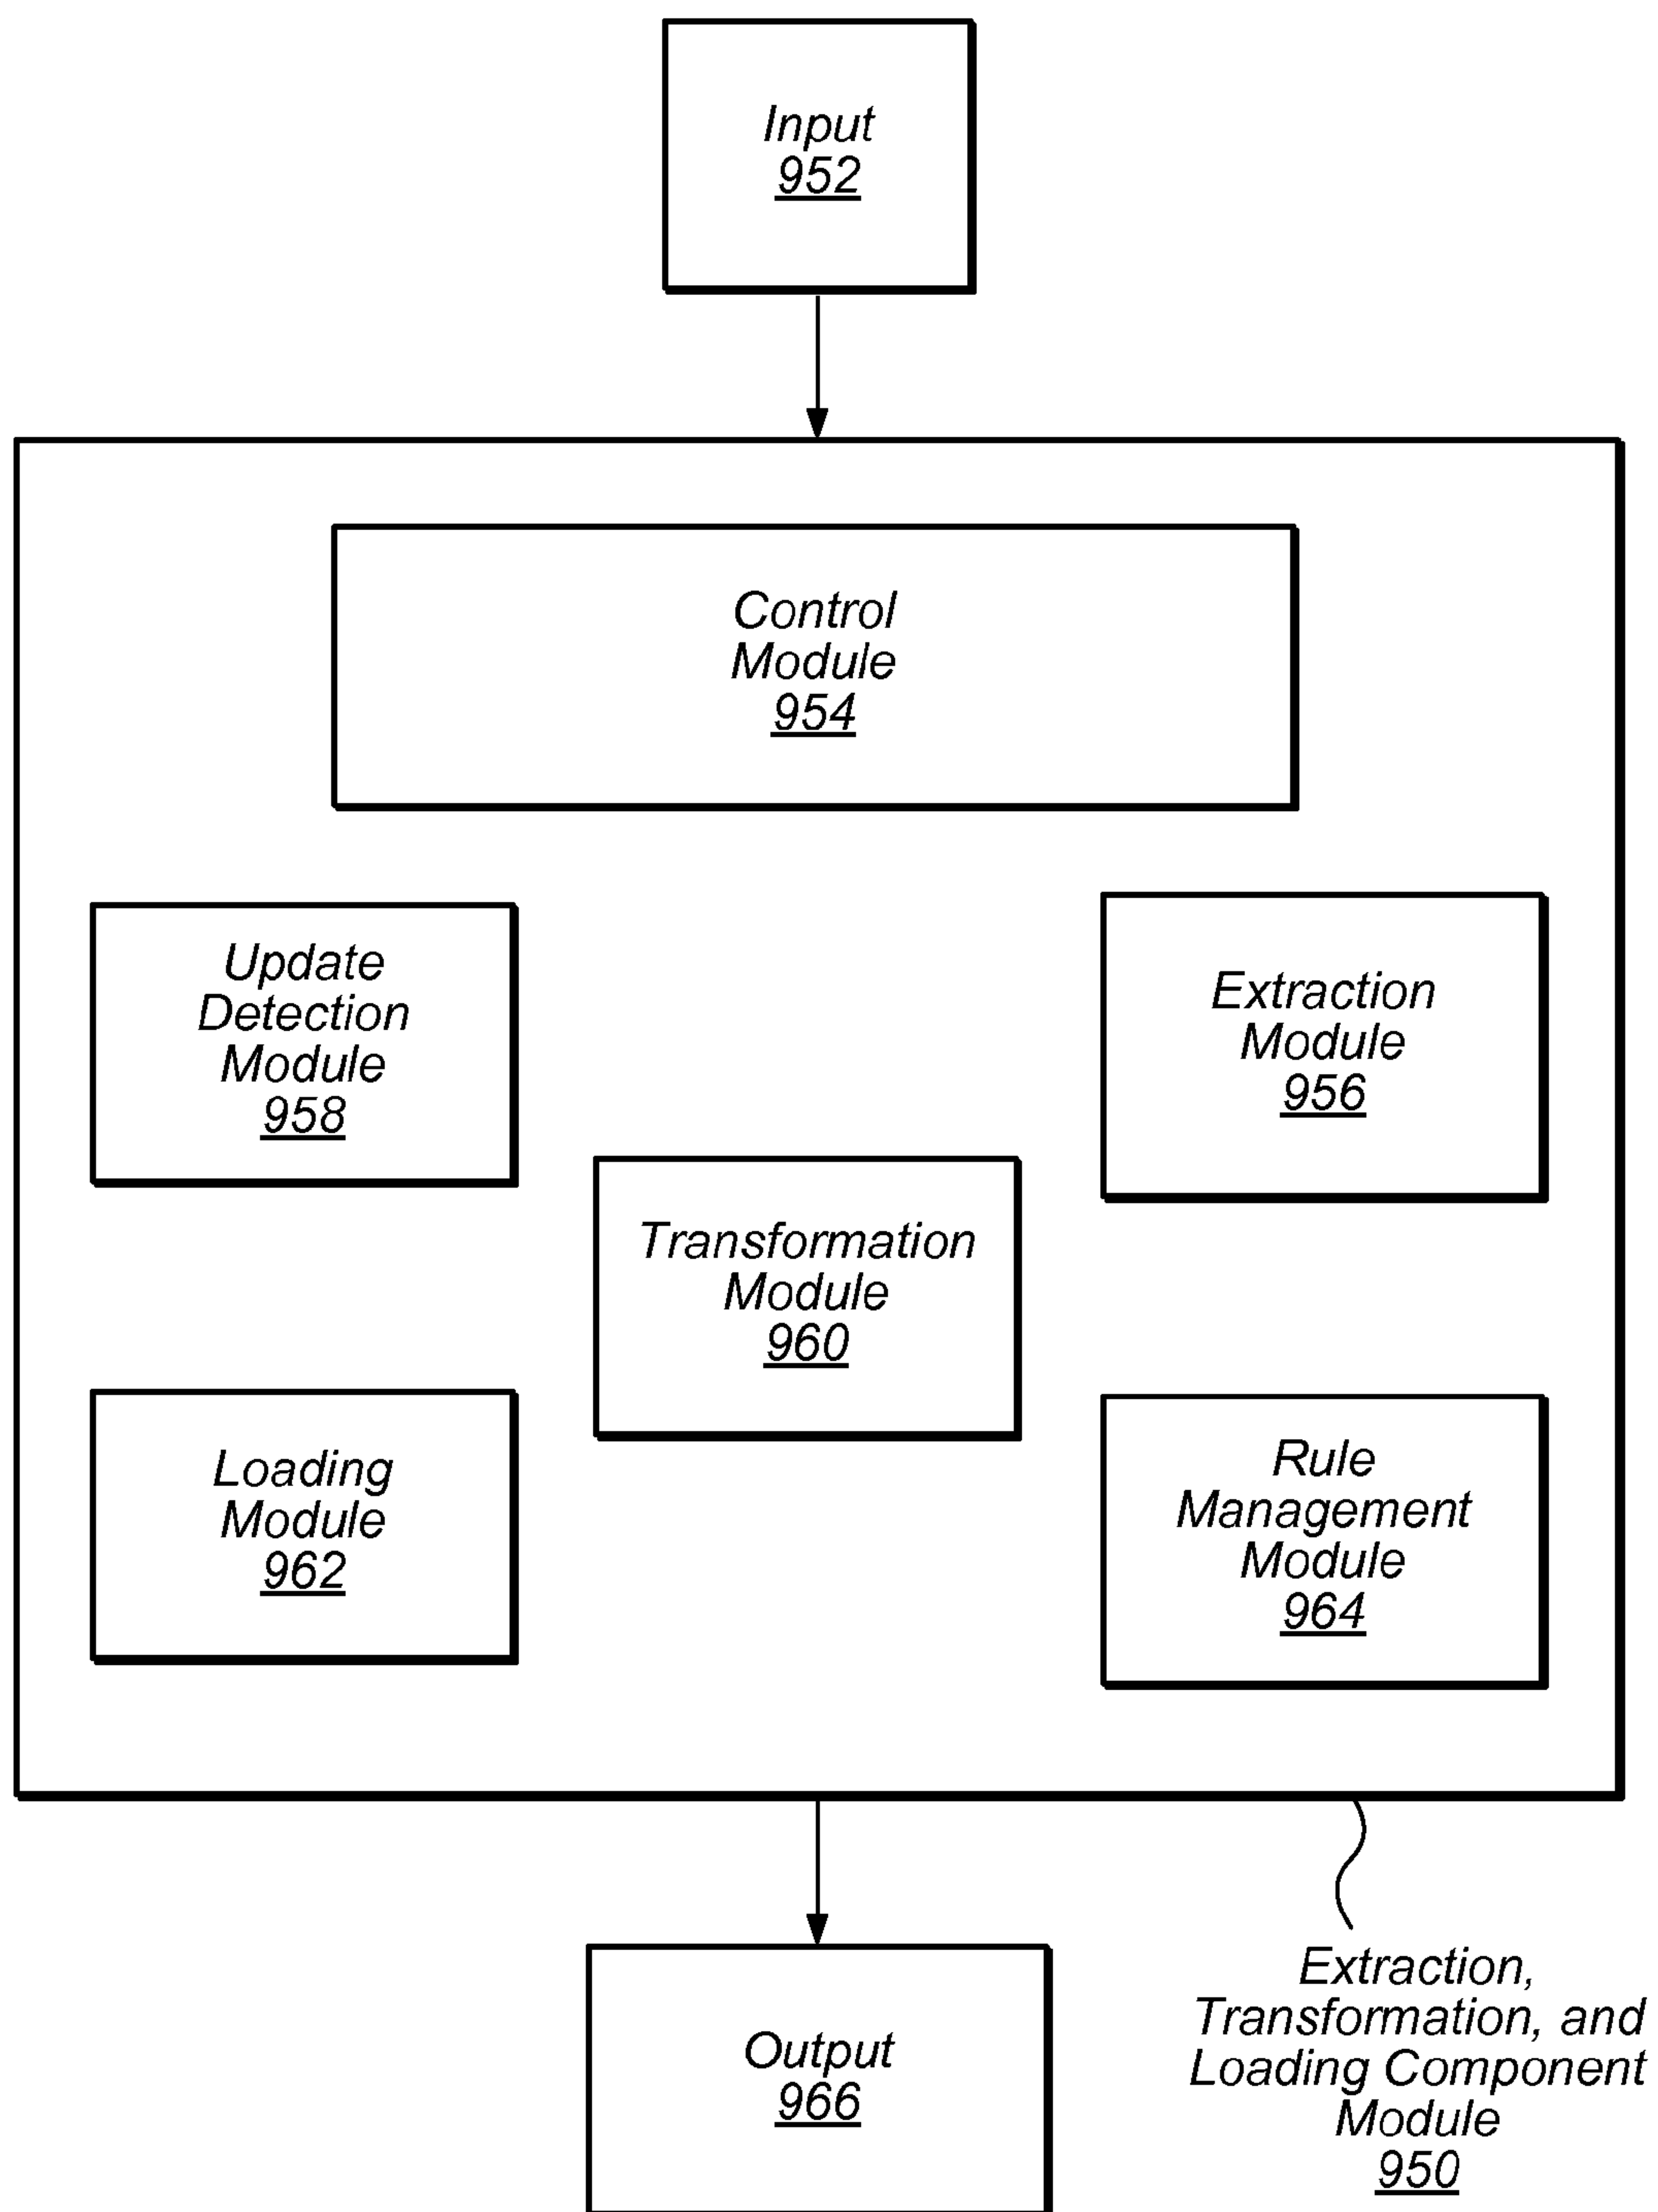 Input
952
Control
Module
954
Update
Detection
Module
958
Extraction
Module
956
Transformation
Module
960
Loading
Module
962
Rule
Management
Module
964
Output
966
Extraction,
Transformation, and
Loading Component
Module
950